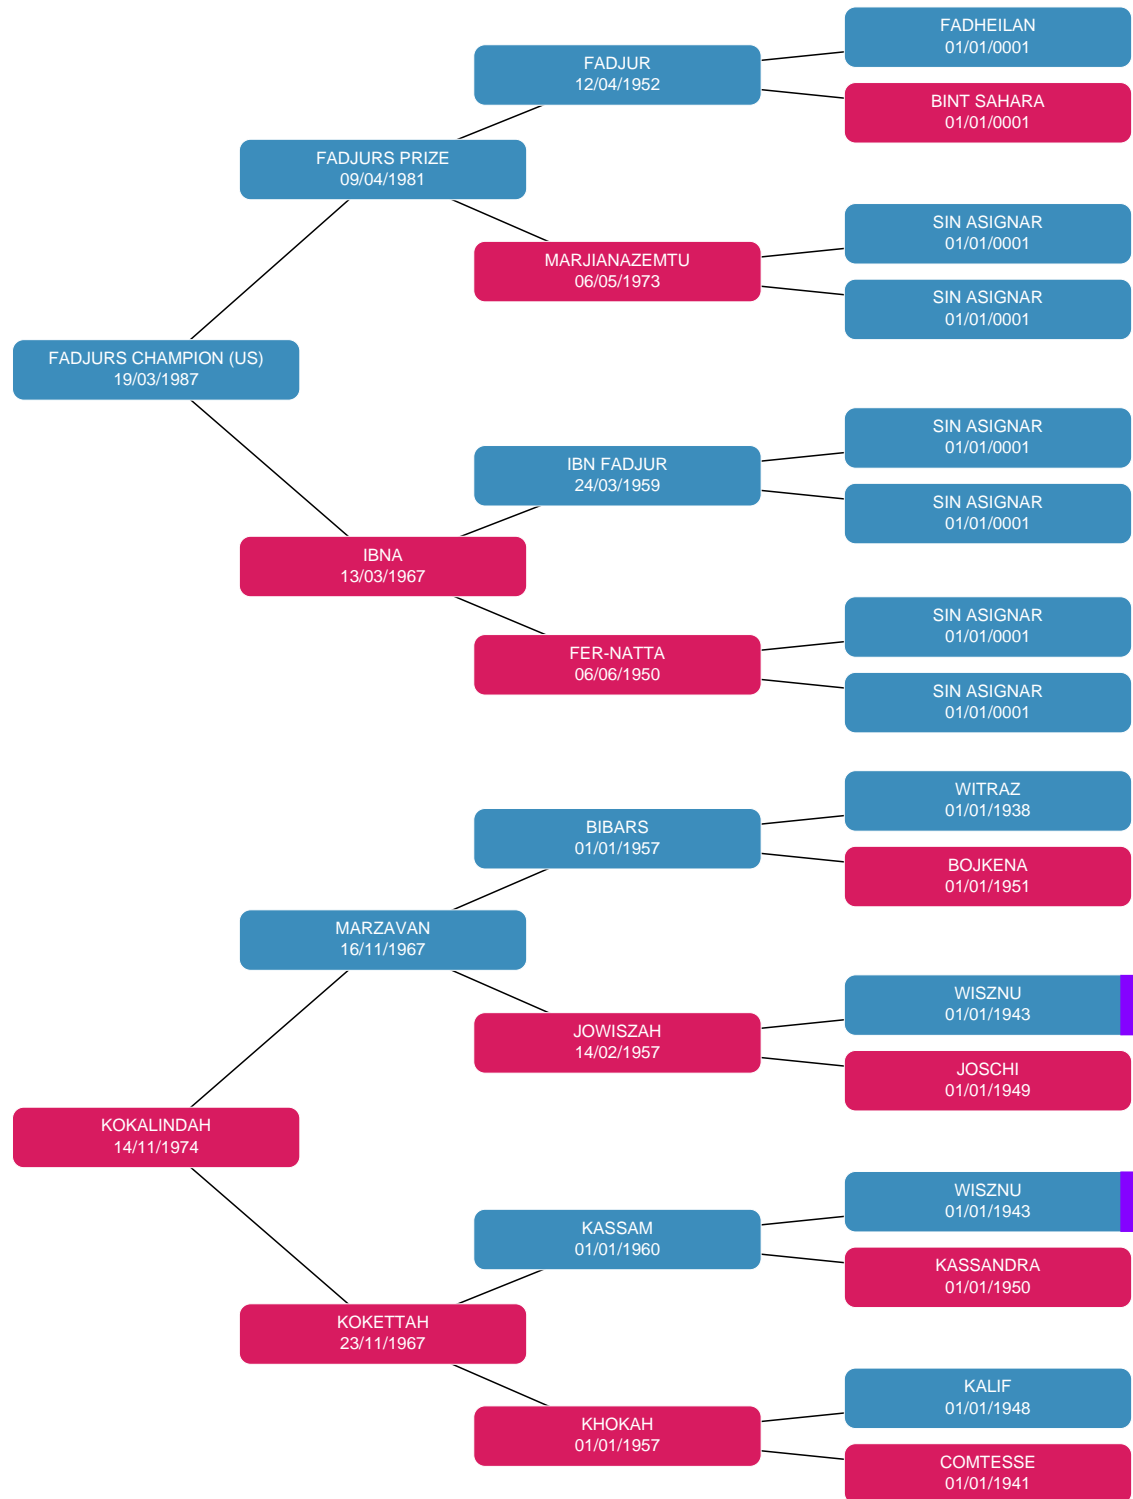 FADHEILAN
01/01/0001
FADJUR
12/04/1952
BINT SAHARA
01/01/0001
FADJURS PRIZE
09/04/1981
SIN ASIGNAR
01/01/0001
MARJIANAZEMTU
06/05/1973
SIN ASIGNAR
01/01/0001
FADJURS CHAMPION (US)
19/03/1987
SIN ASIGNAR
01/01/0001
IBN FADJUR
24/03/1959
SIN ASIGNAR
01/01/0001
IBNA
13/03/1967
SIN ASIGNAR
01/01/0001
FER-NATTA
06/06/1950
SIN ASIGNAR
01/01/0001
WITRAZ
01/01/1938
BIBARS
01/01/1957
BOJKENA
01/01/1951
MARZAVAN
16/11/1967
WISZNU
01/01/1943
JOWISZAH
14/02/1957
JOSCHI
01/01/1949
KOKALINDAH
14/11/1974
WISZNU
01/01/1943
KASSAM
01/01/1960
KASSANDRA
01/01/1950
KOKETTAH
23/11/1967
KALIF
01/01/1948
KHOKAH
01/01/1957
COMTESSE
01/01/1941